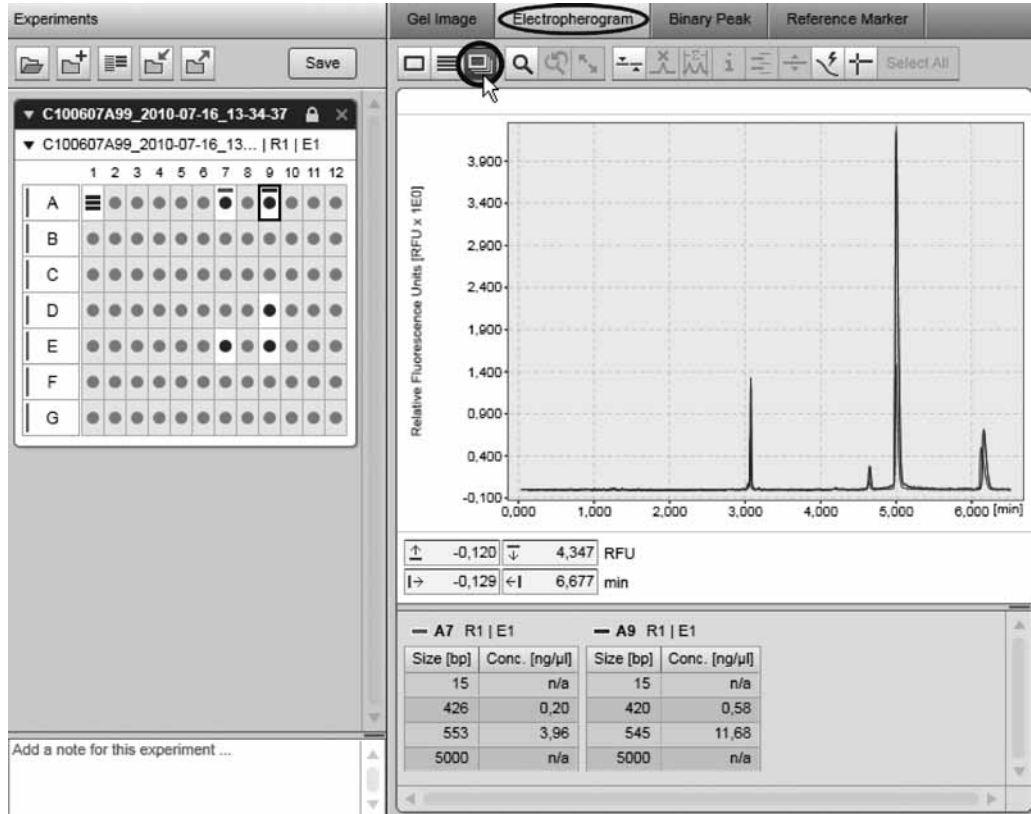 Experiments
Save
C100607A99_2010-07-16_13-34-37
C100607A99_2010-07-16_13... | R1 | E1
1 2 3 4 5 6 7 8 9 10 11 12
A
B
C
D
E
F
G
Add a note for this experiment ...
Gel Image Electropherogram Binary Peak Reference Marker
Select All
Relative Fluorescence Units [RFU x 1E0]
3,900
3,400
2,900
2,400
1,900
1,400
0,900
0,400
-0,100
0,000 1,000 2,000 3,000 4,000 5,000 6,000 [min]
-0,120 4,347 RFU
-0,129 6,677 min
A7 R1 | E1 A9 R1 | E1
Size [bp] Conc. [ng/µl] Size [bp] Conc. [ng/µl]
15 n/a 15 n/a
426 0,20 420 0,58
553 3,96 545 11,68
5000 n/a 5000 n/a